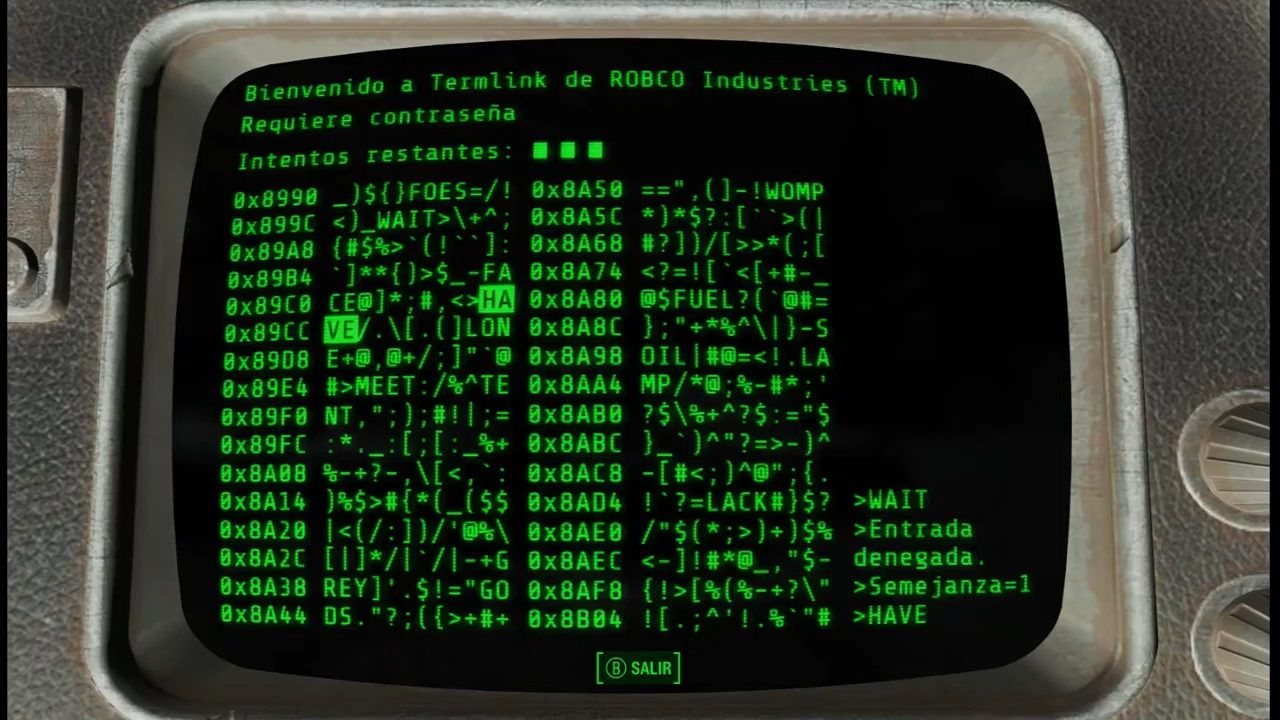 Bienvenido a Termlink de ROBCO Industries (TM)
Requiere contraseña
Intentos restantes: ■ ■ ■
0x8990 _)${}FOES=/! 0x8A50 ==",(]-!WOMP
0x899C <)_WAIT>\+^; 0x8A5C *)*$?:[``>(|
0x89A8 {#$%>`(!``]: 0x8A68 #?])/[>>*(;[
0x89B4 `]**{)>$_-FA 0x8A74 <?=![`<[+#-_
0x89C0 CE@]*;#,<>HA 0x8A80 @$FUEL?(`@#=
0x89CC VE/.\[.(]LON 0x8A8C };"+*%^\|}-S
0x89D8 E+@,@+/;]"`@ 0x8A98 OIL|#@=<!.LA
0x89E4 #>MEET:/%^TE 0x8AA4 MP/*@;%-#*;'
0x89F0 NT,";);#!|;= 0x8AB0 ?$\%+^?$:="$
0x89FC :*._:[;[:_%+ 0x8ABC }_`)^"?=>-)^
0x8A08 %-+?-,\[<,`: 0x8AC8 -[#<;)^@";{.
0x8A14 )%$>#{*(_($$ 0x8AD4 !`?=LACK#}$? >WAIT
0x8A20 |<(/:])/'@%\ 0x8AE0 /"$(*;>)+)$% >Entrada
0x8A2C [|]*/|`/|-+G 0x8AEC <-]!#*@_,"$- denegada.
0x8A38 REY]'.$!="GO 0x8AF8 {!>[%(%-+?\" >Semejanza=1
0x8A44 DS."?;({>+#+ 0x8B04 ![.;^'!.%`"# >HAVE
Ⓑ SALIR